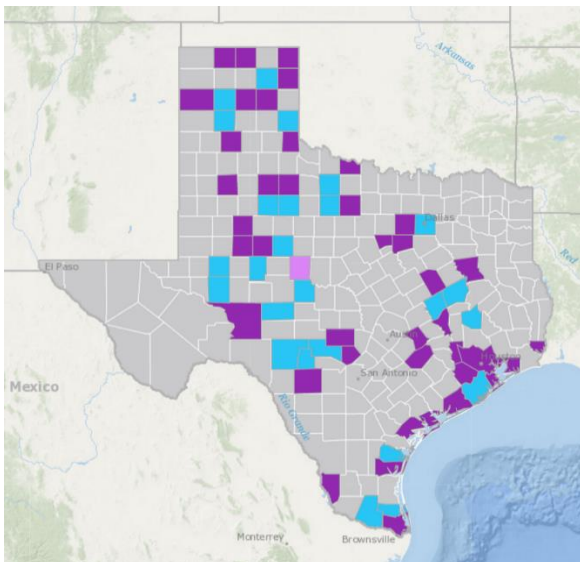 Arkansas
Dallas
Red
El Paso
Austin
Houston
Mexico
San Antonio
Rio Grande
Monterrey
Brownsville